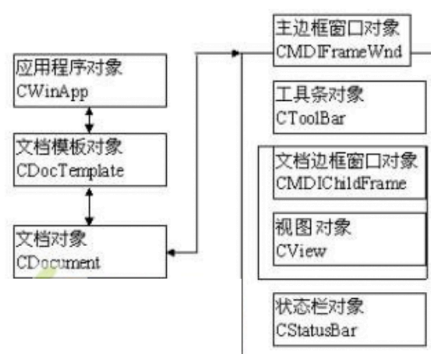 应用程序对象
CWinApp
文档模板对象
CDocTemplate
文档对象
CDocument
主边框窗口对象
CMDIFrameWnd
工具条对象
CToolBar
文档边框窗口对象
CMDIChildFrame
视图对象
CView
状态栏对象
CStatusBar